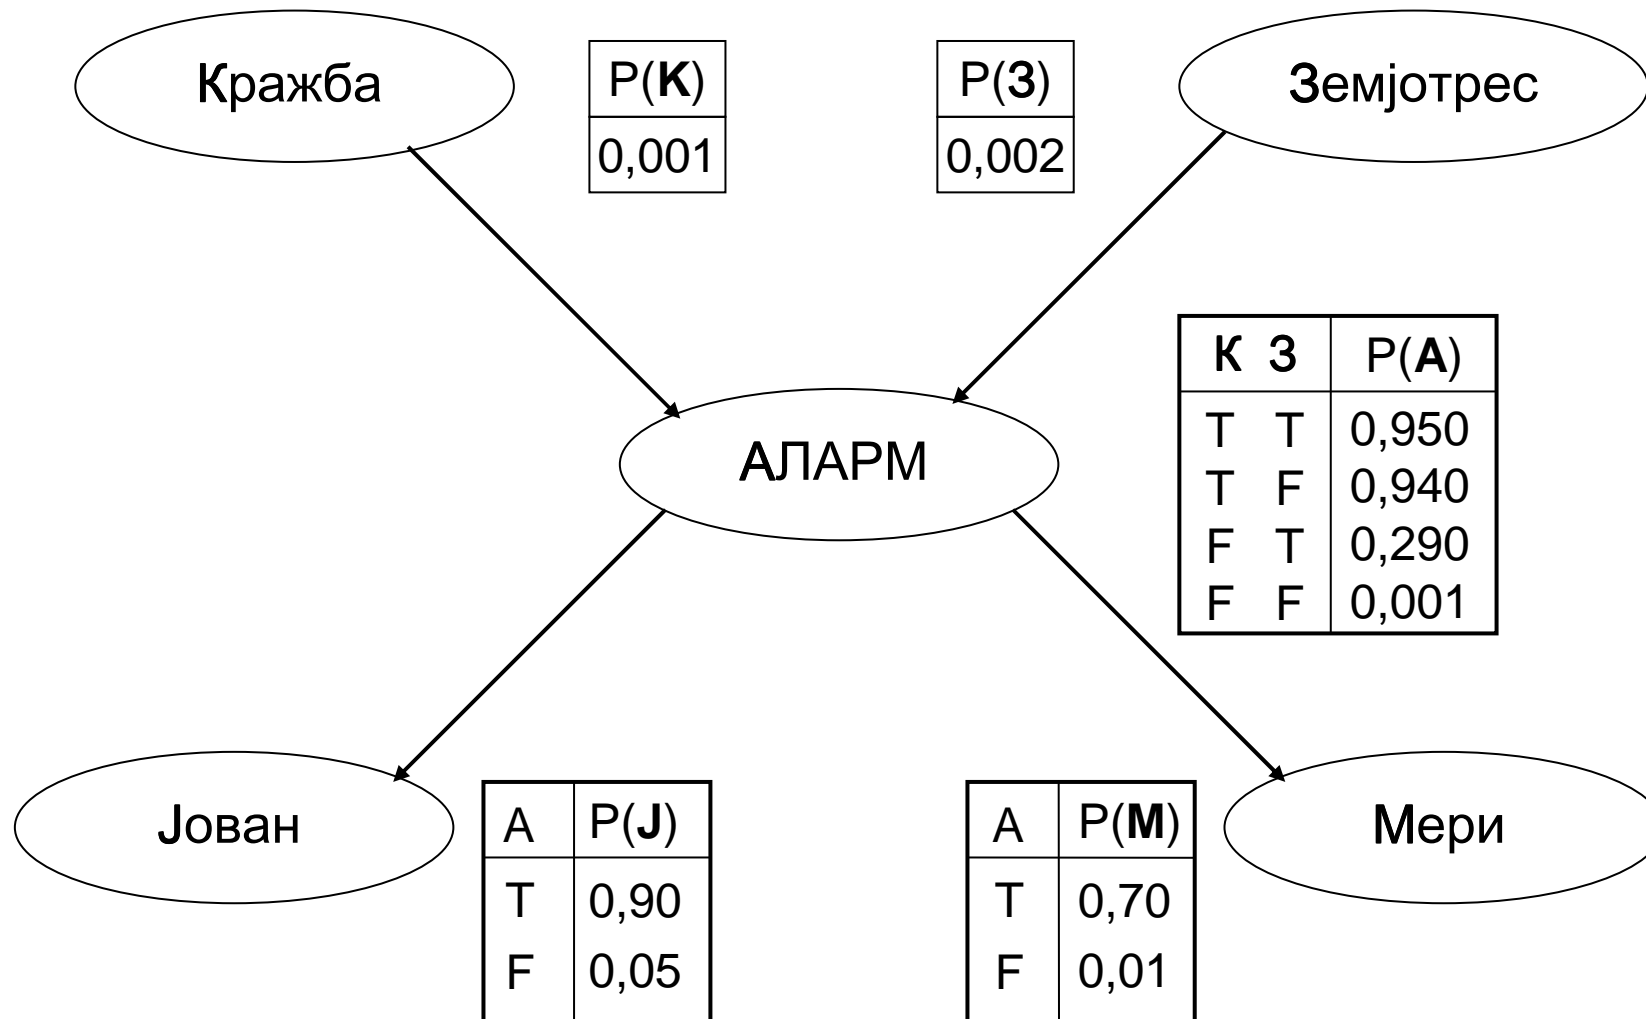 Кражба
P(К)
0,001
P(З)
0,002
Земјотрес
К З P(А)
T T 0,950
T F 0,940
F T 0,290
F F 0,001
АЛАРМ
Јован
A P(J)
T 0,90
F 0,05
A P(M)
T 0,70
F 0,01
Мери